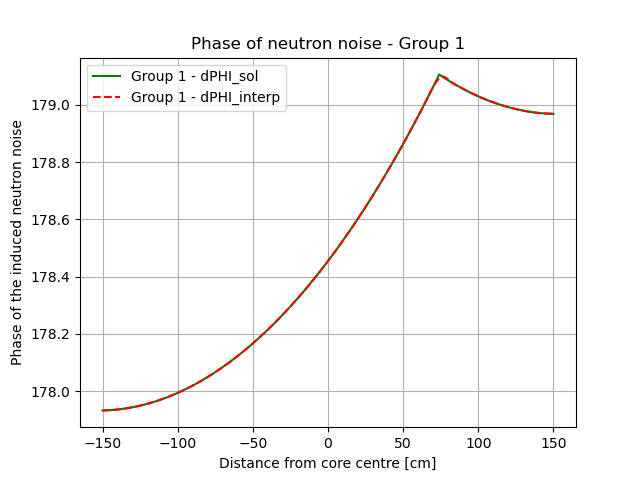 Phase of neutron noise - Group 1
Group 1 - dPHI_sol
Group 1 - dPHI_interp
Phase of the induced neutron noise
179.0
178.8
178.6
178.4
178.2
178.0
−150
−100
−50
0
50
100
150
Distance from core centre [cm]